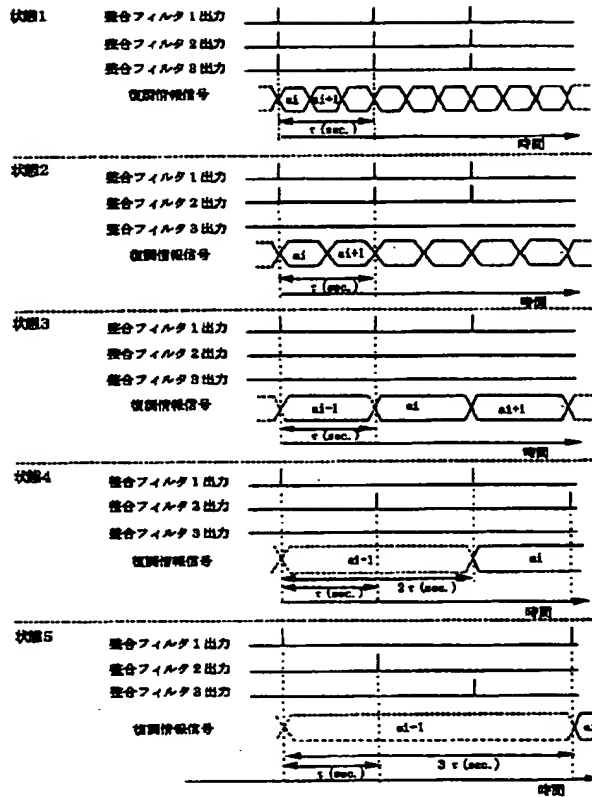 状態1
整合フィルタ1出力
整合フィルタ2出力
整合フィルタ3出力
復調情報信号
ai
ai+1
τ(sec.)
時間
状態2
整合フィルタ1出力
整合フィルタ2出力
整合フィルタ3出力
復調情報信号
ai
ai+1
τ(sec.)
時間
状態3
整合フィルタ1出力
整合フィルタ2出力
整合フィルタ3出力
復調情報信号
ai-1
ai
ai+1
τ(sec.)
時間
状態4
整合フィルタ1出力
整合フィルタ2出力
整合フィルタ3出力
復調情報信号
ai-1
ai
τ(sec.)
2τ(sec.)
時間
状態5
整合フィルタ1出力
整合フィルタ2出力
整合フィルタ3出力
復調情報信号
ai-1
3τ(sec.)
τ(sec.)
時間